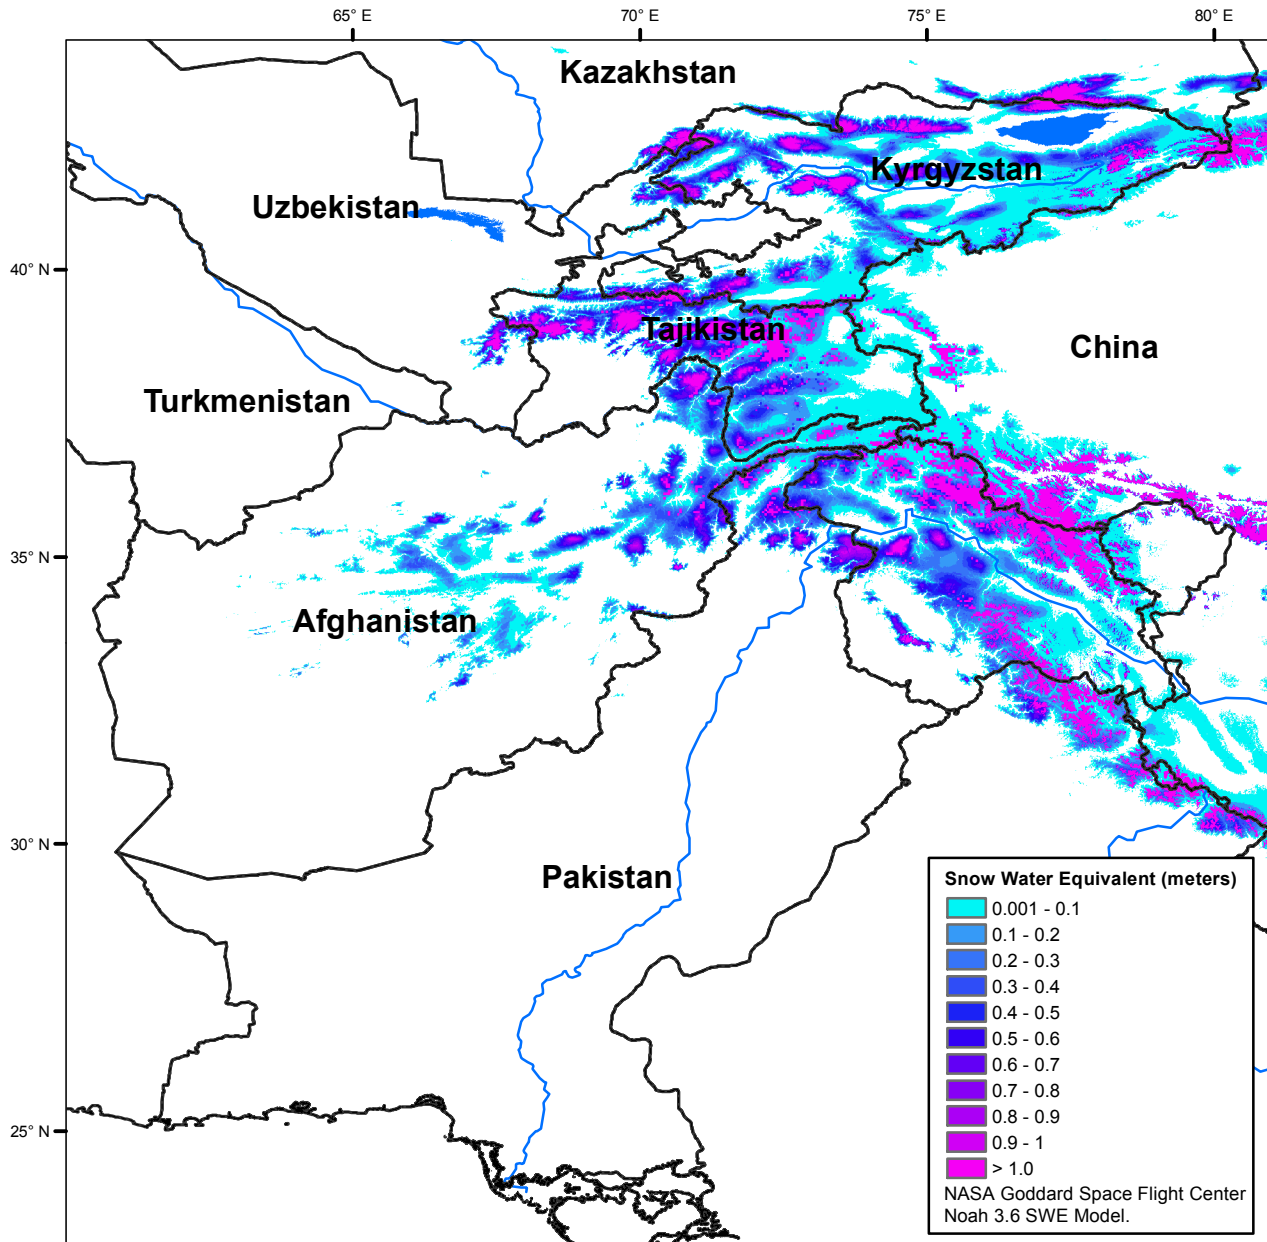 65° E
70° E
75° E
80° E
Kazakhstan
Kyrgyzstan
Uzbekistan
40° N
Tajikistan
China
Turkmenistan
35° N
Afghanistan
30° N
Pakistan
25° N
Snow Water Equivalent (meters)
0.001 - 0.1
0.1 - 0.2
0.2 - 0.3
0.3 - 0.4
0.4 - 0.5
0.5 - 0.6
0.6 - 0.7
0.7 - 0.8
0.8 - 0.9
0.9 - 1
> 1.0
NASA Goddard Space Flight Center
Noah 3.6 SWE Model.